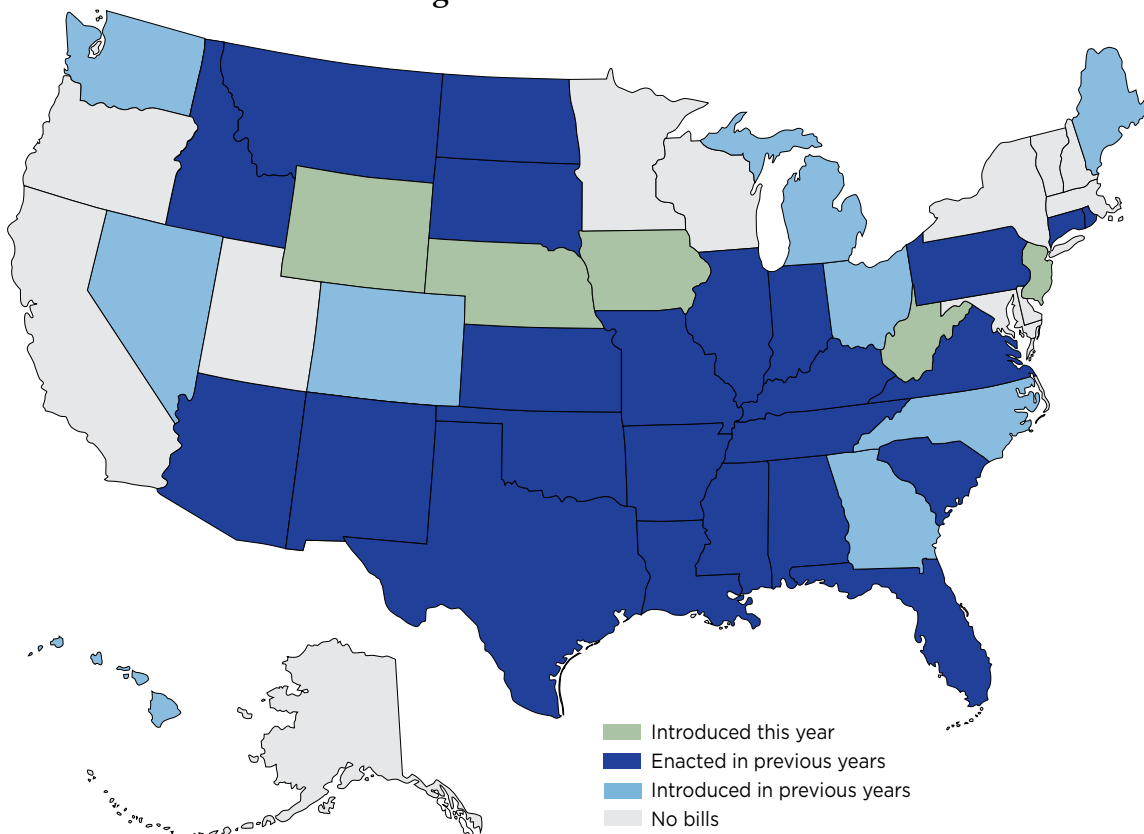 Introduced this year
Enacted in previous years
Introduced in previous years
No bills